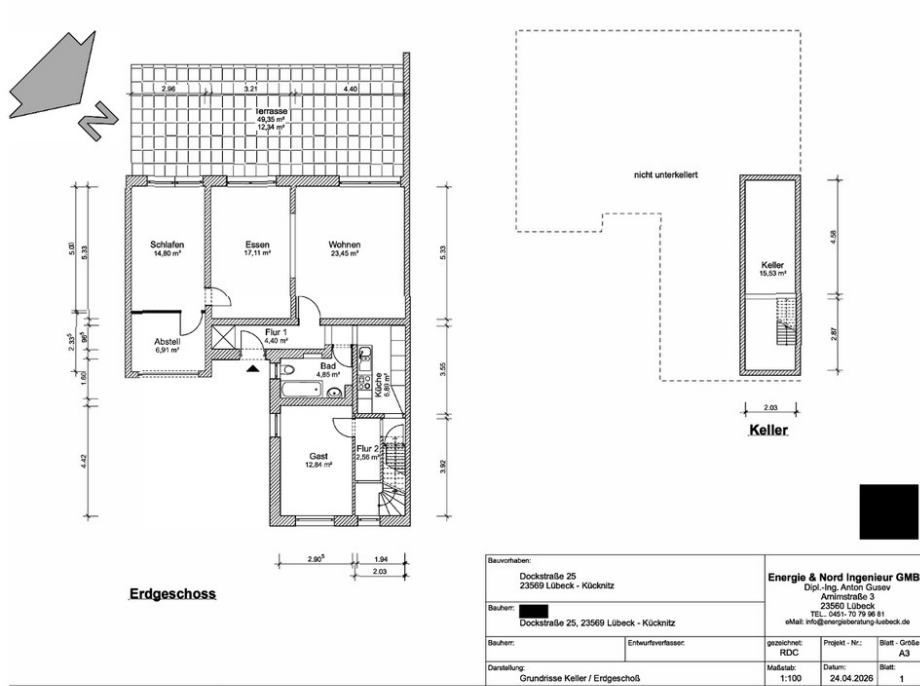 N
2.96
3.21
4.40
Terrasse
49,35 m²
12,34 m²
5.00
5.33
Schlafen
14,80 m²
Essen
17,11 m²
Wohnen
23,45 m²
5.33
2.33⁵
96⁵
Abstell
6,91 m²
Flur 1
4,40 m²
Bad
4,85 m²
Küche
6,89 m²
1.60
3.55
4.42
Gast
12,84 m²
Flur 2
2,56 m²
3.92
2.90⁵
1.94
2.03
Erdgeschoss
nicht unterkellert
Keller
15,53 m²
4.58
2.87
2.03
Keller
Bauvorhaben:
Dockstraße 25
23569 Lübeck - Kücknitz
Bauherr:
Dockstraße 25, 23569 Lübeck - Kücknitz
Bauherr:
Entwurfsverfasser:
Darstellung:
Grundrisse Keller / Erdgeschoß
Energie & Nord Ingenieur GMB
Dipl.-Ing. Anton Gusev
Arnimstraße 3
23560 Lübeck
TEL.. 0451- 70 79 96 81
eMail: info@energieberatung-luebeck.de
gezeichnet:
RDC
Projekt - Nr.:
Blatt - Größe
A3
Maßstab:
1:100
Datum:
24.04.2026
Blatt:
1